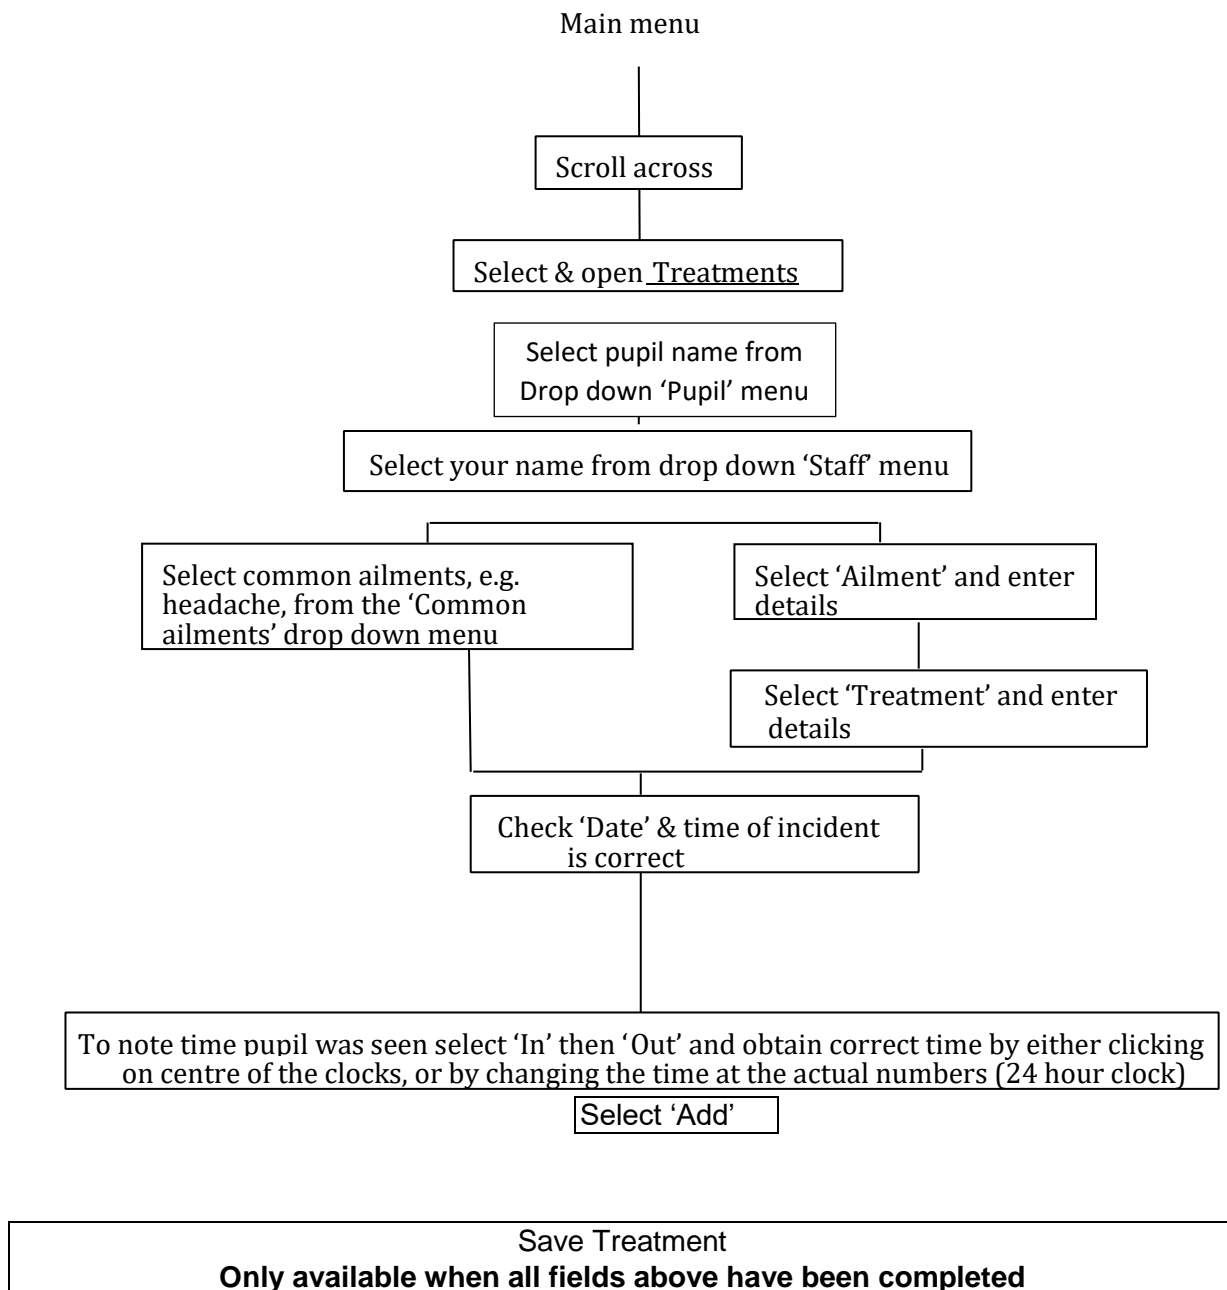 Main menu
Scroll across
Select & open Treatments
Select pupil name from
Drop down ‘Pupil’ menu
Select your name from drop down ‘Staff’ menu
Select common ailments, e.g.
headache, from the ‘Common
ailments’ drop down menu
Select ‘Ailment’ and enter
details
Select ‘Treatment’ and enter
details
Check ‘Date’ & time of incident
is correct
To note time pupil was seen select ‘In’ then ‘Out’ and obtain correct time by either clicking
on centre of the clocks, or by changing the time at the actual numbers (24 hour clock)
Select ‘Add’
Save Treatment
Only available when all fields above have been completed